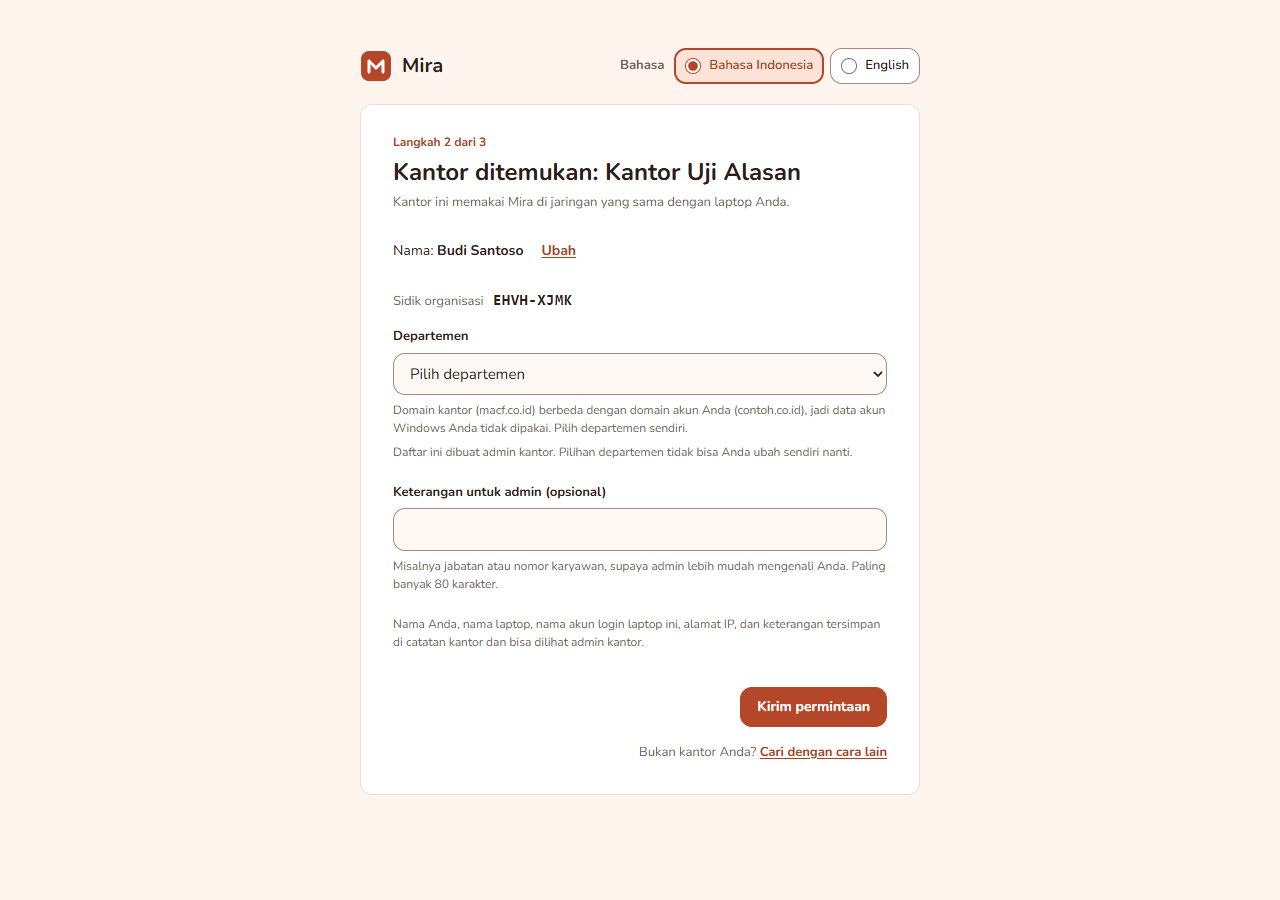 Mira
Bahasa
Bahasa Indonesia
English
Langkah 2 dari 3
Kantor ditemukan: Kantor Uji Alasan
Kantor ini memakai Mira di jaringan yang sama dengan laptop Anda.
Nama: Budi Santoso Ubah
Sidik organisasi EHVH-XJMK
Departemen
Pilih departemen
Domain kantor (macf.co.id) berbeda dengan domain akun Anda (contoh.co.id), jadi data akun
Windows Anda tidak dipakai. Pilih departemen sendiri.
Daftar ini dibuat admin kantor. Pilihan departemen tidak bisa Anda ubah sendiri nanti.
Keterangan untuk admin (opsional)
Misalnya jabatan atau nomor karyawan, supaya admin lebih mudah mengenali Anda. Paling
banyak 80 karakter.
Nama Anda, nama laptop, nama akun login laptop ini, alamat IP, dan keterangan tersimpan
di catatan kantor dan bisa dilihat admin kantor.
Kirim permintaan
Bukan kantor Anda? Cari dengan cara lain